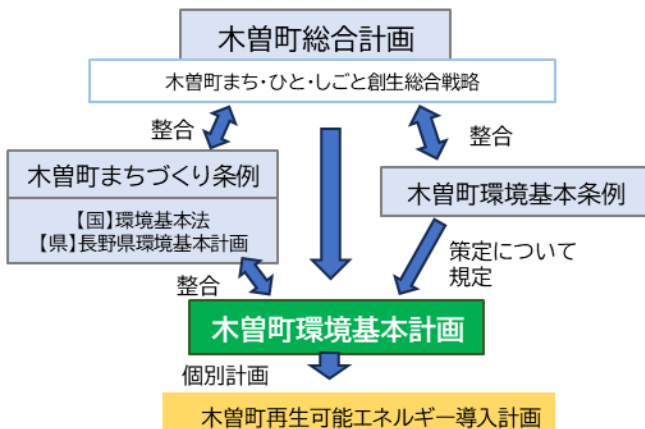 木曽町総合計画
木曽町まち・ひと・しごと創生総合戦略
整合
整合
木曽町まちづくり条例
【国】環境基本法
【県】長野県環境基本計画
木曽町環境基本条例
策定について
規定
整合
木曽町環境基本計画
個別計画
木曽町再生可能エネルギー導入計画